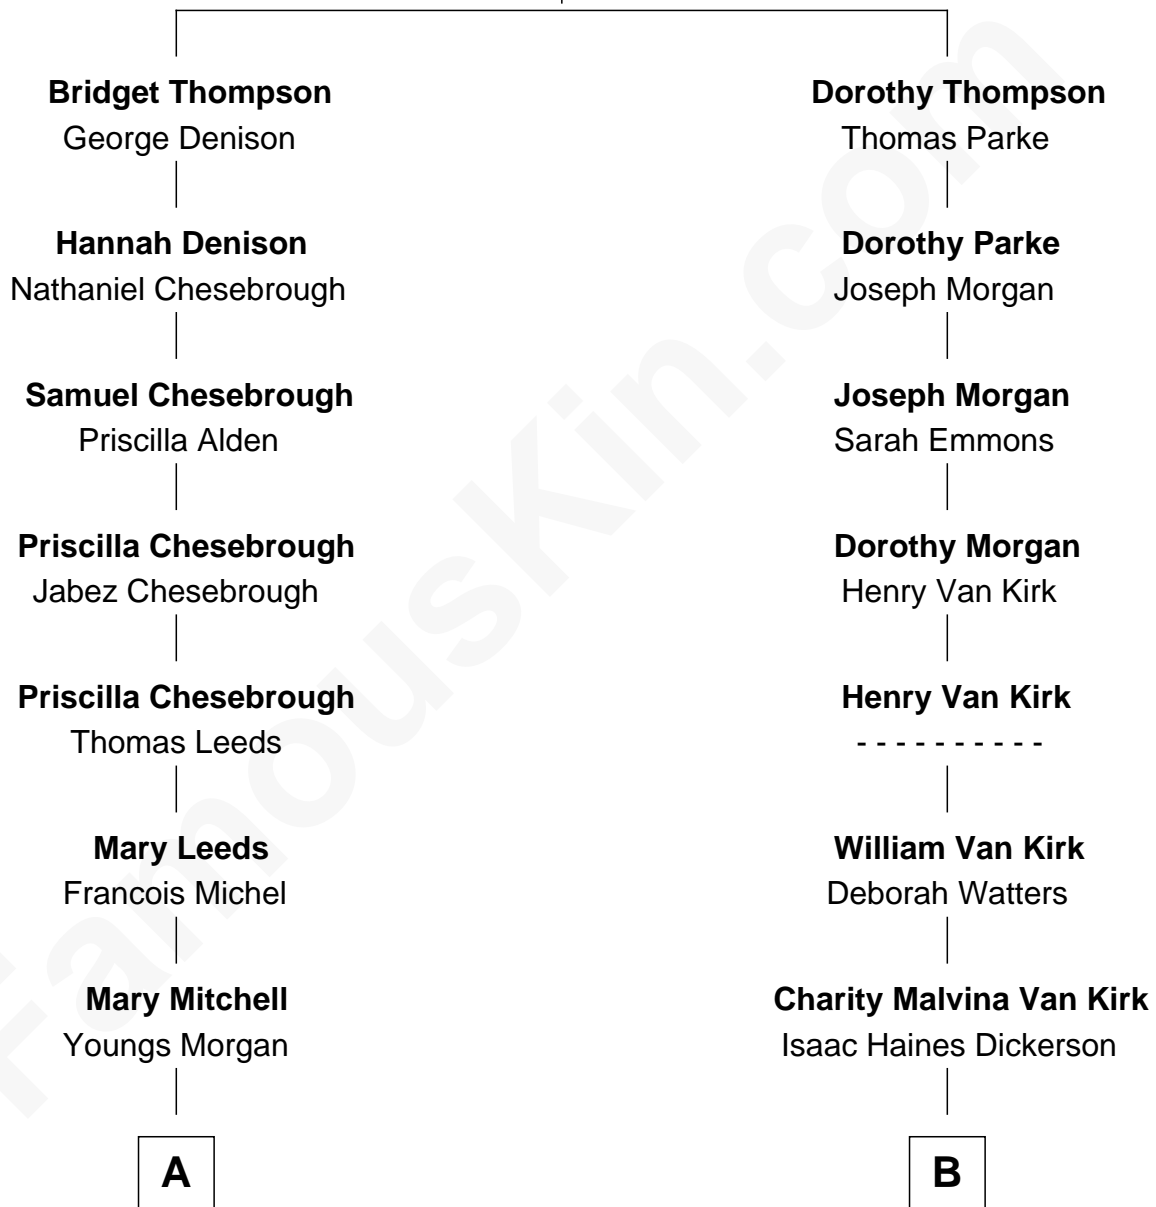 Bridget Thompson
George Denison
Hannah Denison
Nathaniel Chesebrough
Samuel Chesebrough
Priscilla Alden
Priscilla Chesebrough
Jabez Chesebrough
Priscilla Chesebrough
Thomas Leeds
Mary Leeds
Francois Michel
Mary Mitchell
Youngs Morgan
A
Dorothy Thompson
Thomas Parke
Dorothy Parke
Joseph Morgan
Joseph Morgan
Sarah Emmons
Dorothy Morgan
Henry Van Kirk
Henry Van Kirk
- - - - - - - - - -
William Van Kirk
Deborah Watters
Charity Malvina Van Kirk
Isaac Haines Dickerson
B
FamousKin.com